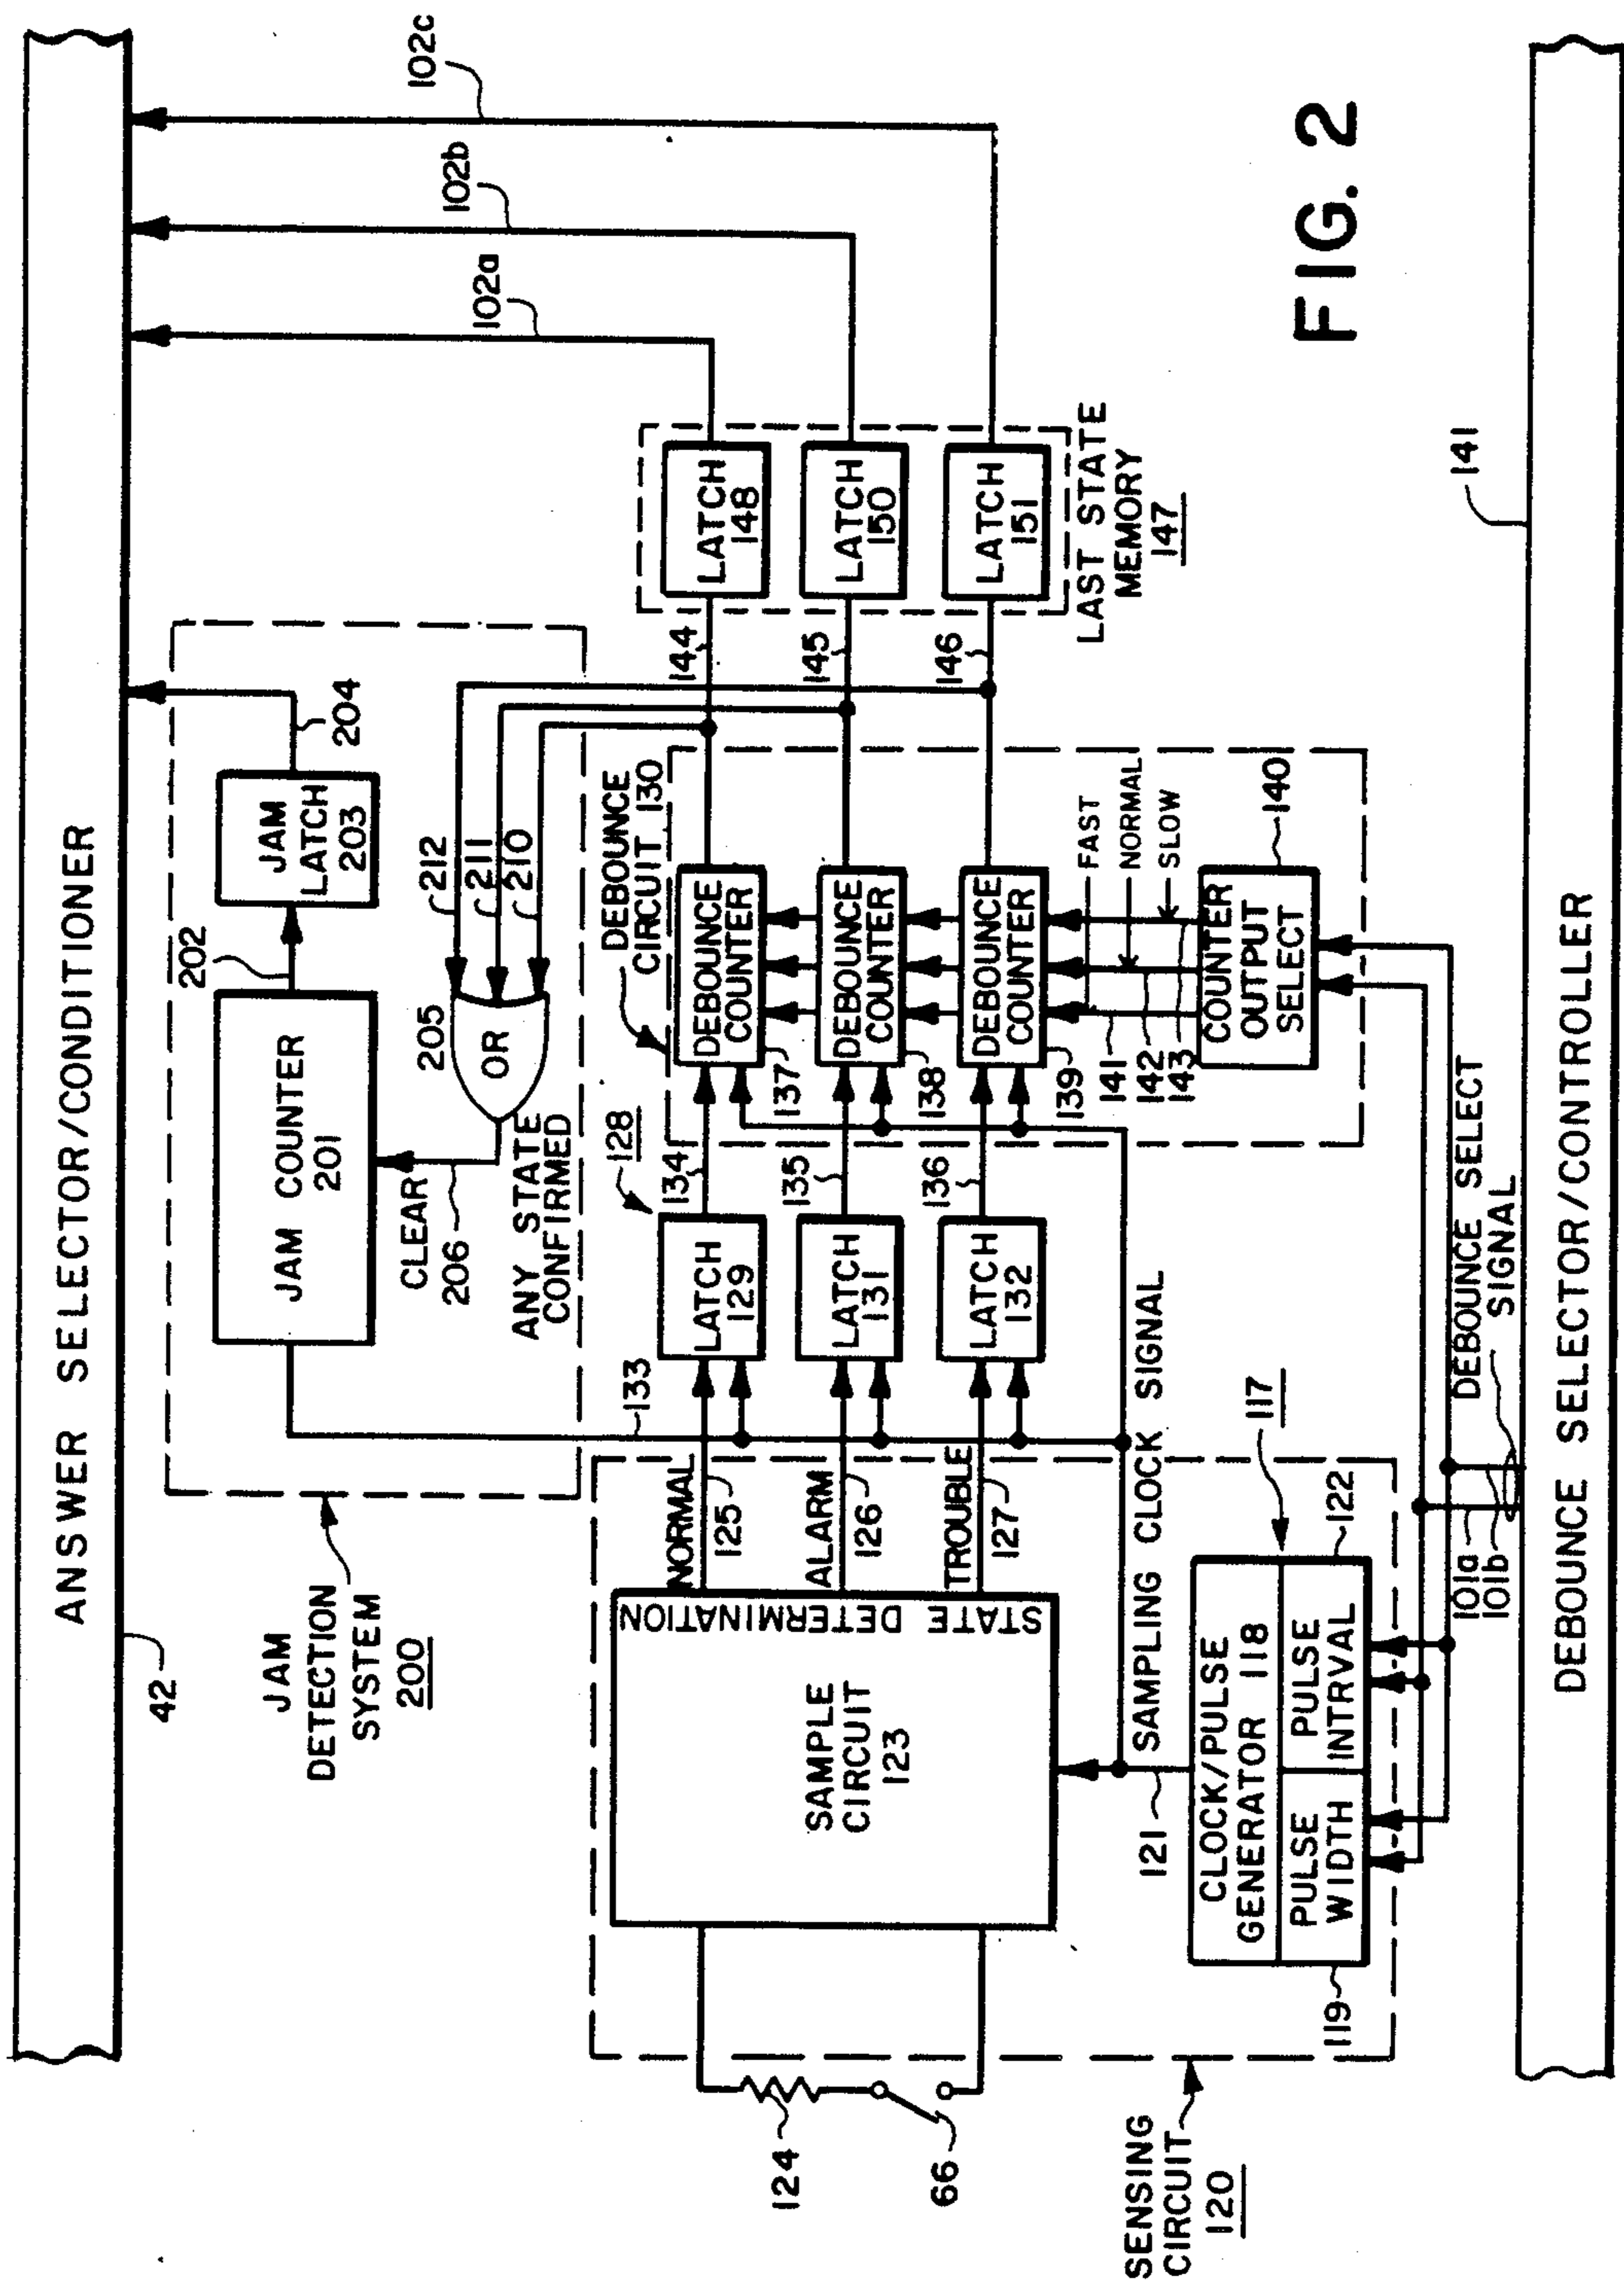 ANSWER SELECTOR/CONDITIONER
42
JAM
DETECTION
SYSTEM
200
JAM COUNTER
201
202
JAM
LATCH
203
204
CLEAR
206
ANY STATE
CONFIRMED
205
OR
212
211
210
102a
102b
102c
133
128
DEBOUNCE
CIRCUIT 130
SAMPLE
CIRCUIT
123
STATE DETERMINATION
124
66
NORMAL
125
ALARM
126
TROUBLE
127
LATCH
129
LATCH
131
LATCH
132
134
135
136
DEBOUNCE
COUNTER
137
DEBOUNCE
COUNTER
138
DEBOUNCE
COUNTER
139
144
145
146
LATCH
148
LATCH
150
LATCH
151
LAST STATE
MEMORY
147
141
142
143
FAST
NORMAL
SLOW
COUNTER
OUTPUT
SELECT
140
SENSING
CIRCUIT
120
121
SAMPLING CLOCK SIGNAL
CLOCK/PULSE
GENERATOR 118
PULSE
WIDTH
PULSE
INTRVAL
117
119
122
101a
101b
DEBOUNCE SELECT
SIGNAL
141
DEBOUNCE SELECTOR/CONTROLLER
FIG. 2